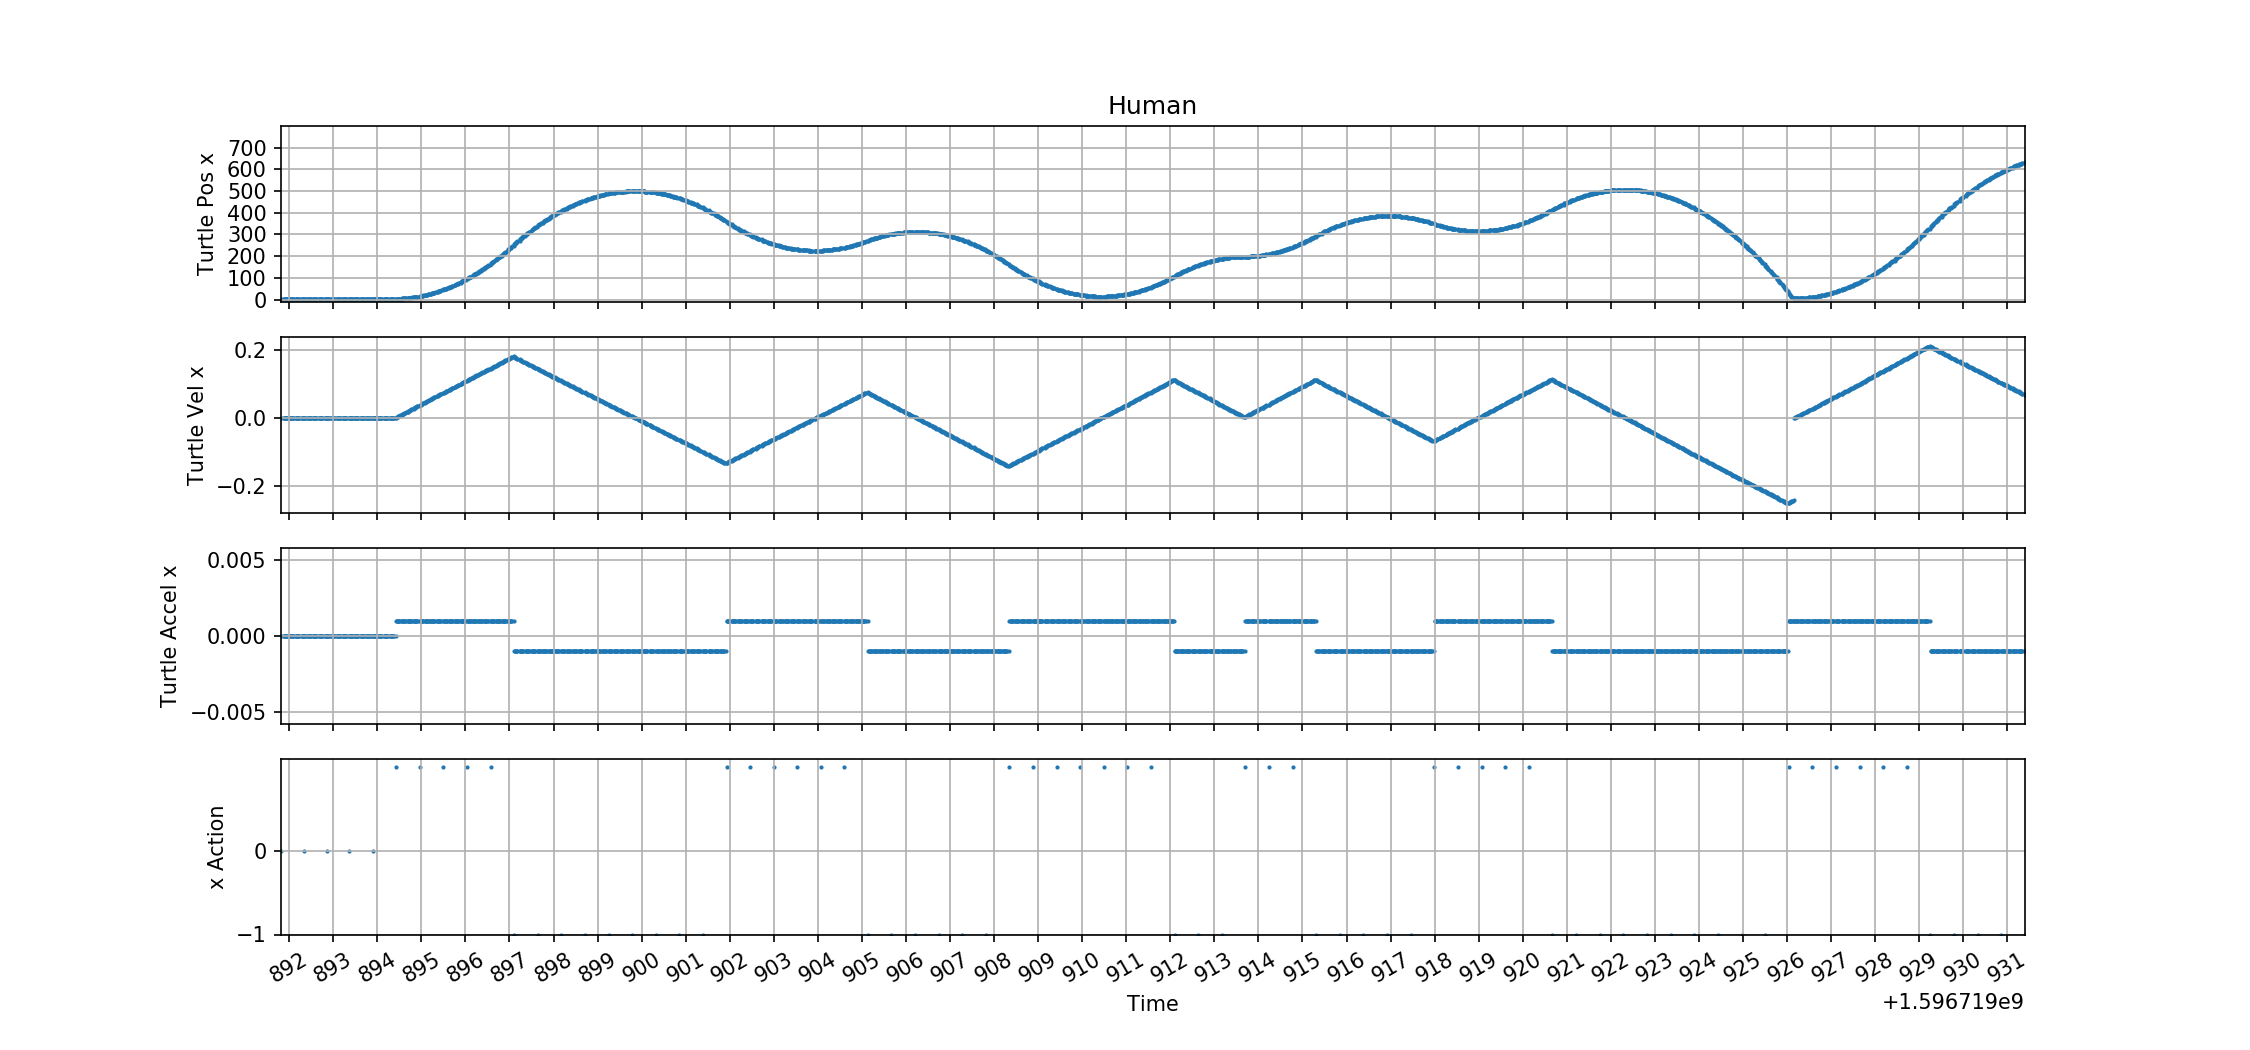 Human
Turtle Pos x
700
600
500
400
300
200
100
0
Turtle Vel x
0.2
0.0
−0.2
Turtle Accel x
0.005
0.000
−0.005
x Action
0
−1
892 893 894 895 896 897 898 899 900 901 902 903 904 905 906 907 908 909 910 911 912 913 914 915 916 917 918 919 920 921 922 923 924 925 926 927 928 929 930 931
Time
+1.596719e9